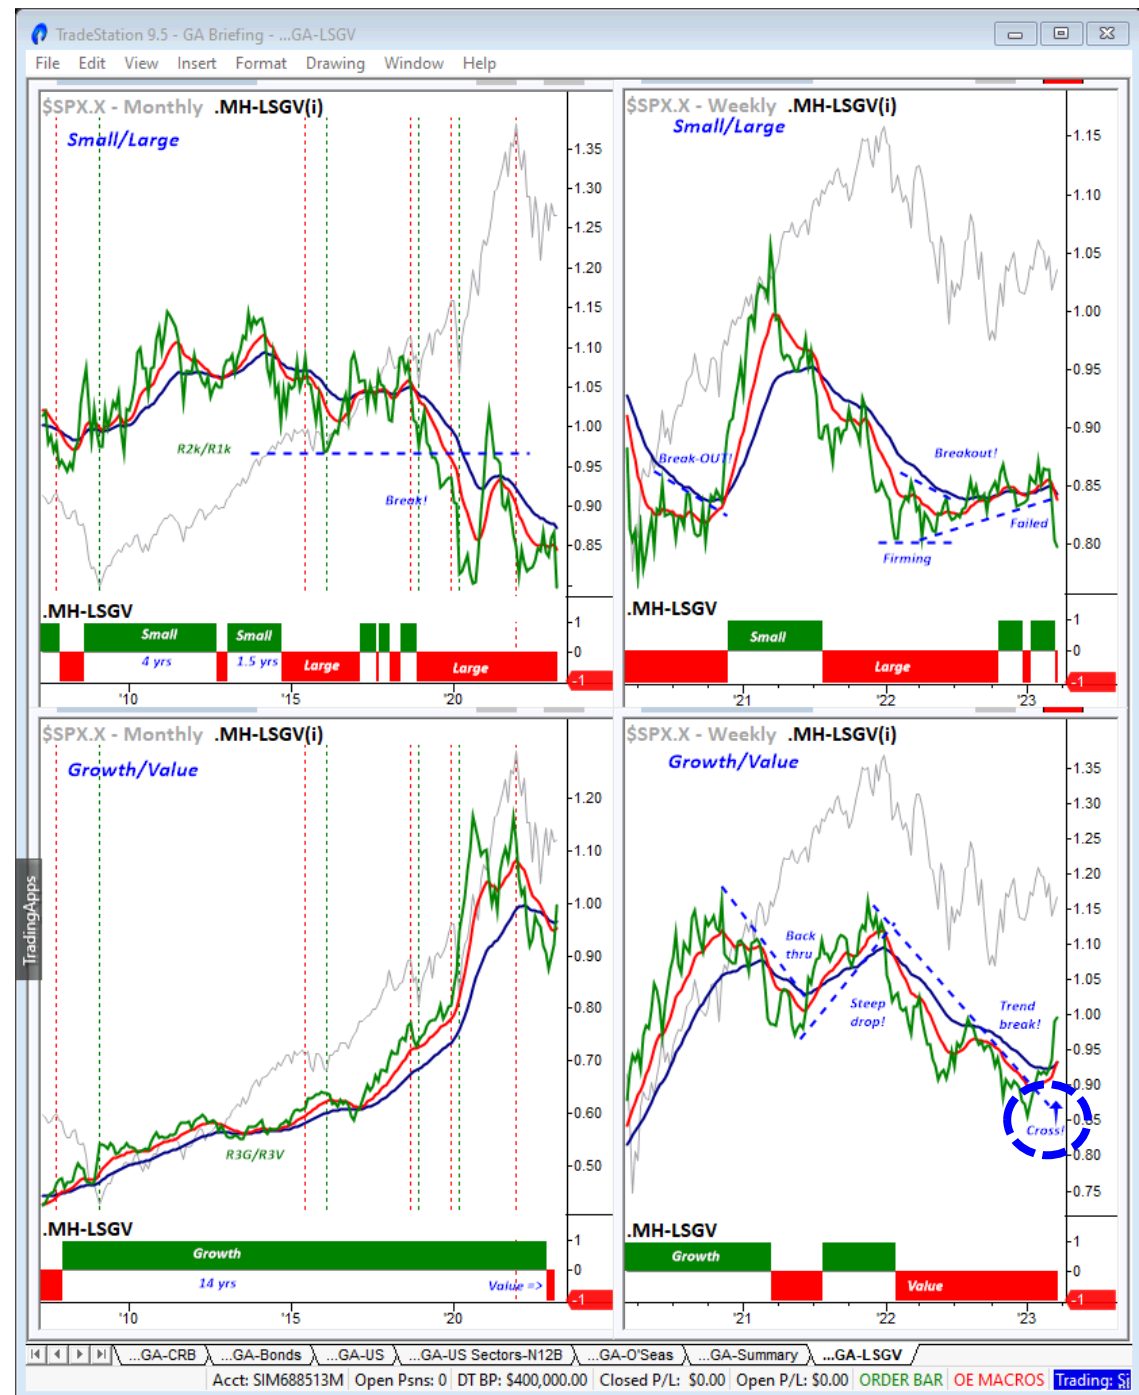 TradeStation 9.5 - GA Briefing - ...GA-LSGV
File Edit View Insert Format Drawing Window Help
$SPX.X - Monthly .MH-LSGV(i)
Small/Large
1.35
1.30
1.25
1.20
1.15
1.10
1.05
1.00
0.95
0.90
0.85
R2k/R1k
Break!
.MH-LSGV
Small
4 yrs
Small
1.5 yrs
Large
Large
1
0
-1
'10 '15 '20
$SPX.X - Weekly .MH-LSGV(i)
Small/Large
1.15
1.10
1.05
1.00
0.95
0.90
0.85
0.80
Break-OUT!
Breakout!
Failed
Firming
.MH-LSGV
Small
Large
1
0
-1
'21 '22 '23
$SPX.X - Monthly .MH-LSGV(i)
Growth/Value
1.20
1.10
1.00
0.90
0.80
0.70
0.60
0.50
R3G/R3V
.MH-LSGV
Growth
14 yrs
Value =>
1
0
-1
'10 '15 '20
$SPX.X - Weekly .MH-LSGV(i)
Growth/Value
1.35
1.30
1.25
1.20
1.15
1.10
1.05
1.00
0.95
0.90
0.85
0.80
0.75
Back
thru
Steep
drop!
Trend
break!
Cross!
.MH-LSGV
Growth
Value
1
0
-1
'21 '22 '23
TradingApps
...GA-CRB ...GA-Bonds ...GA-US ...GA-US Sectors-N12B ...GA-O'Seas ...GA-Summary ...GA-LSGV
Acct: SIM688513M Open Psns: 0 DT BP: $400,000.00 Closed P/L: $0.00 Open P/L: $0.00 ORDER BAR OE MACROS Trading: Si